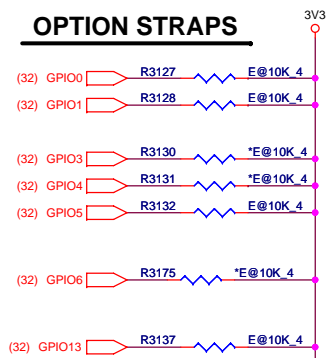 OPTION STRAPS
3V3
(32) GPIO0 R3127 E@10K_4
(32) GPIO1 R3128 E@10K_4
(32) GPIO3 R3130 *E@10K_4
(32) GPIO4 R3131 *E@10K_4
(32) GPIO5 R3132 E@10K_4
(32) GPIO6 R3175 *E@10K_4
(32) GPIO13 R3137 E@10K_4